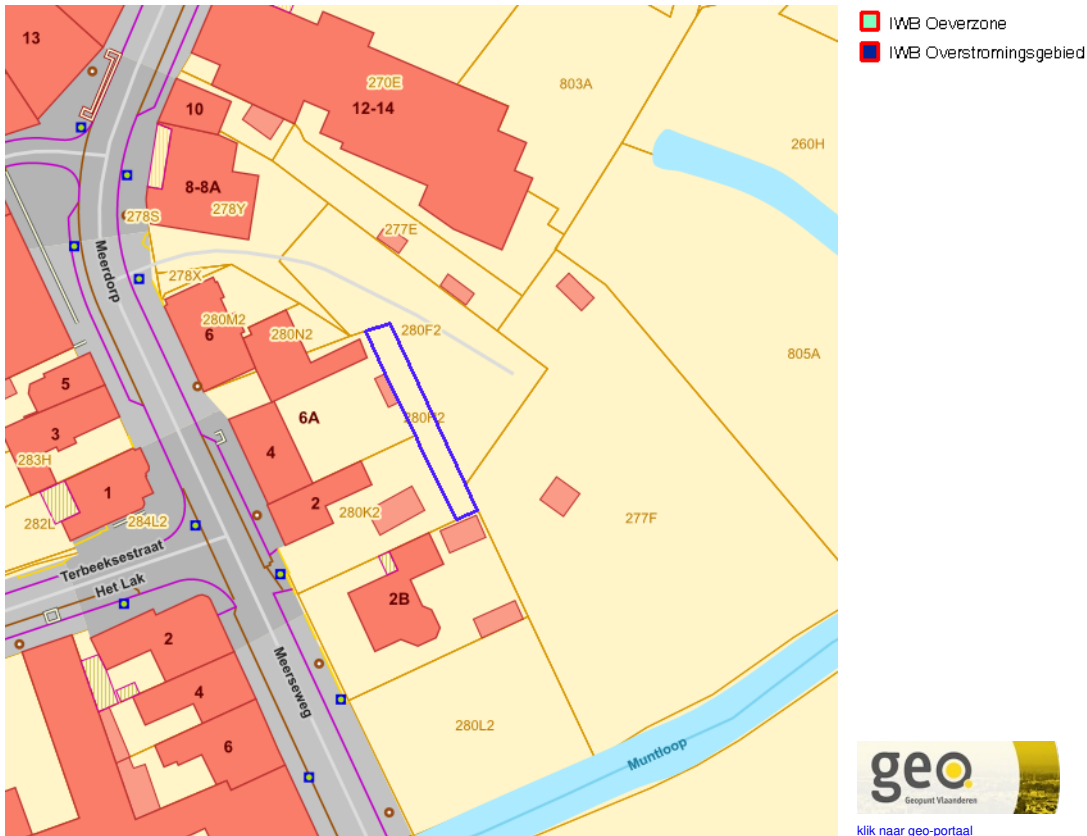 13
270E
12-14
803A
260H
10
8-8A
278S
278Y
277E
Meerdorp
278X
280M2
6
280N2
280F2
805A
5
6A
280H2
3
4
283H
1
2
280K2
277F
282L
284L2
Terbeeksestraat
Het Lak
2B
2
4
Meerseweg
6
280L2
Muntloop
IWB Oeverzone
IWB Overstromingsgebied
geo
Geopunt Vlaanderen
klik naar geo-portaal